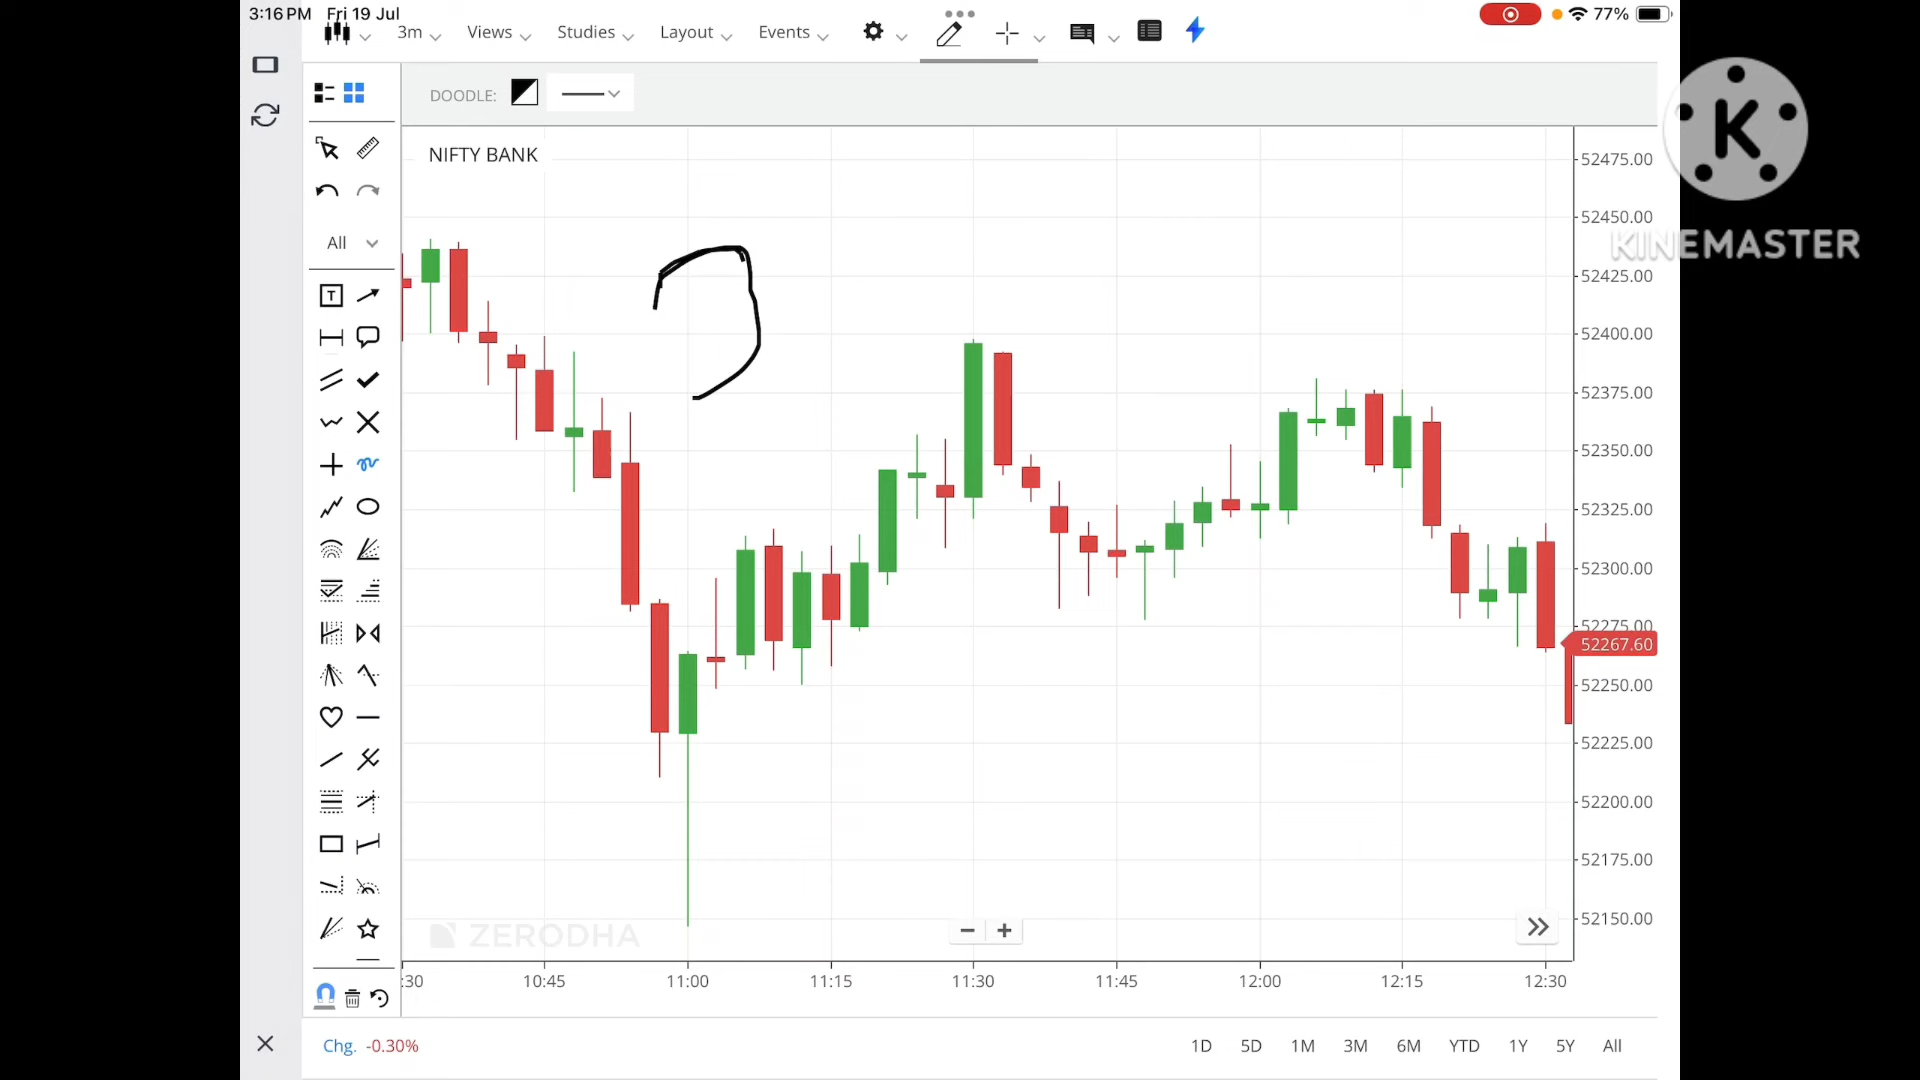 3:16 PM Fri 19 Jul 77%
3m Views Studies Layout Events
DOODLE:
NIFTY BANK
All
T
K
KINEMASTER
52475.00
52450.00
52425.00
52400.00
52375.00
52350.00
52325.00
52300.00
52275.00
52267.60
52250.00
52225.00
52200.00
52175.00
52150.00
ZERODHA
:30 10:45 11:00 11:15 11:30 11:45 12:00 12:15 12:30
Chg. -0.30% 1D 5D 1M 3M 6M YTD 1Y 5Y All